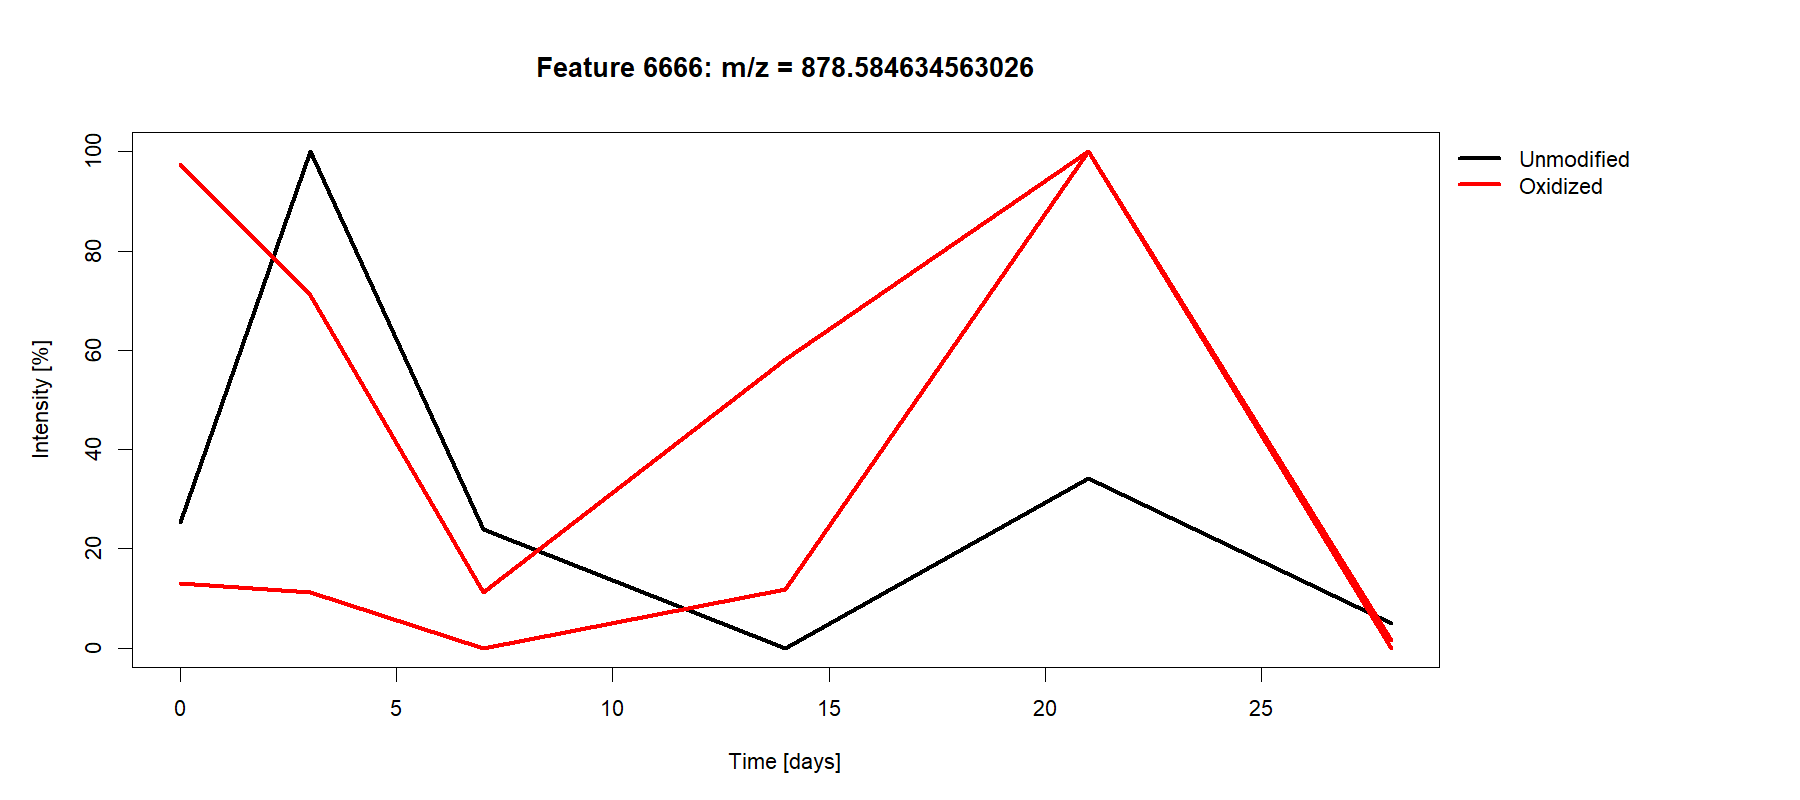 Feature 6666: m/z = 878.584634563026
Unmodified
Oxidized
Intensity [%]
100
80
60
40
20
0
0 5 10 15 20 25
Time [days]